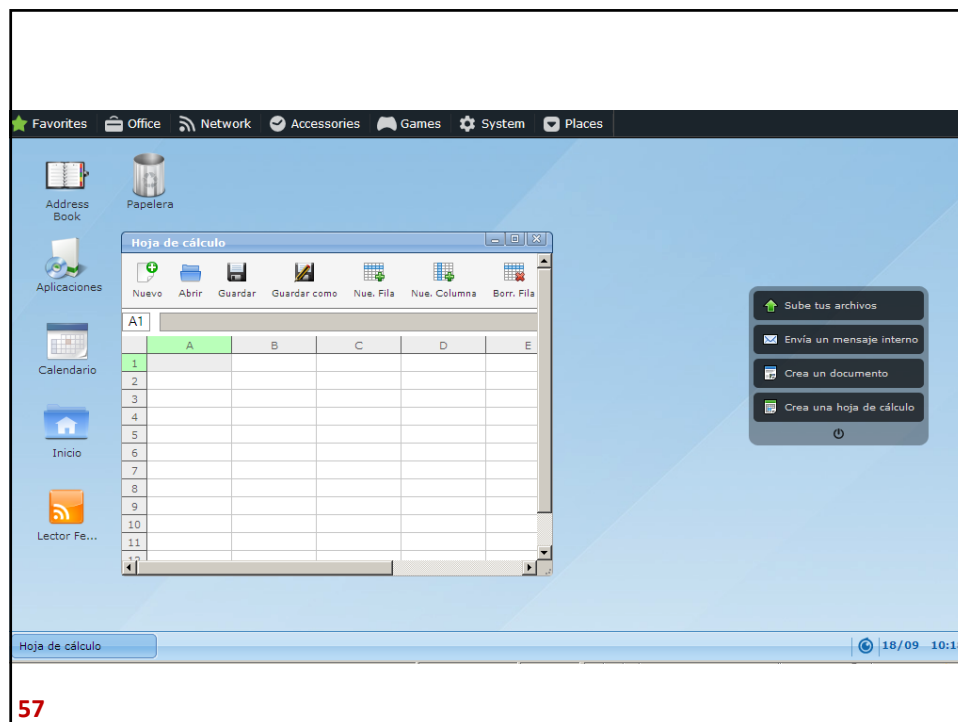 Favorites Office Network Accessories Games System Places
Address
Book
Papelera
Aplicaciones
Calendario
Inicio
Lector Fe...
Hoja de cálculo
Nuevo Abrir Guardar Guardar como Nue. Fila Nue. Columna Borr. Fila
A1
A B C D E
1
2
3
4
5
6
7
8
9
10
11
12
Sube tus archivos
Envía un mensaje interno
Crea un documento
Crea una hoja de cálculo
Hoja de cálculo
18/09
57